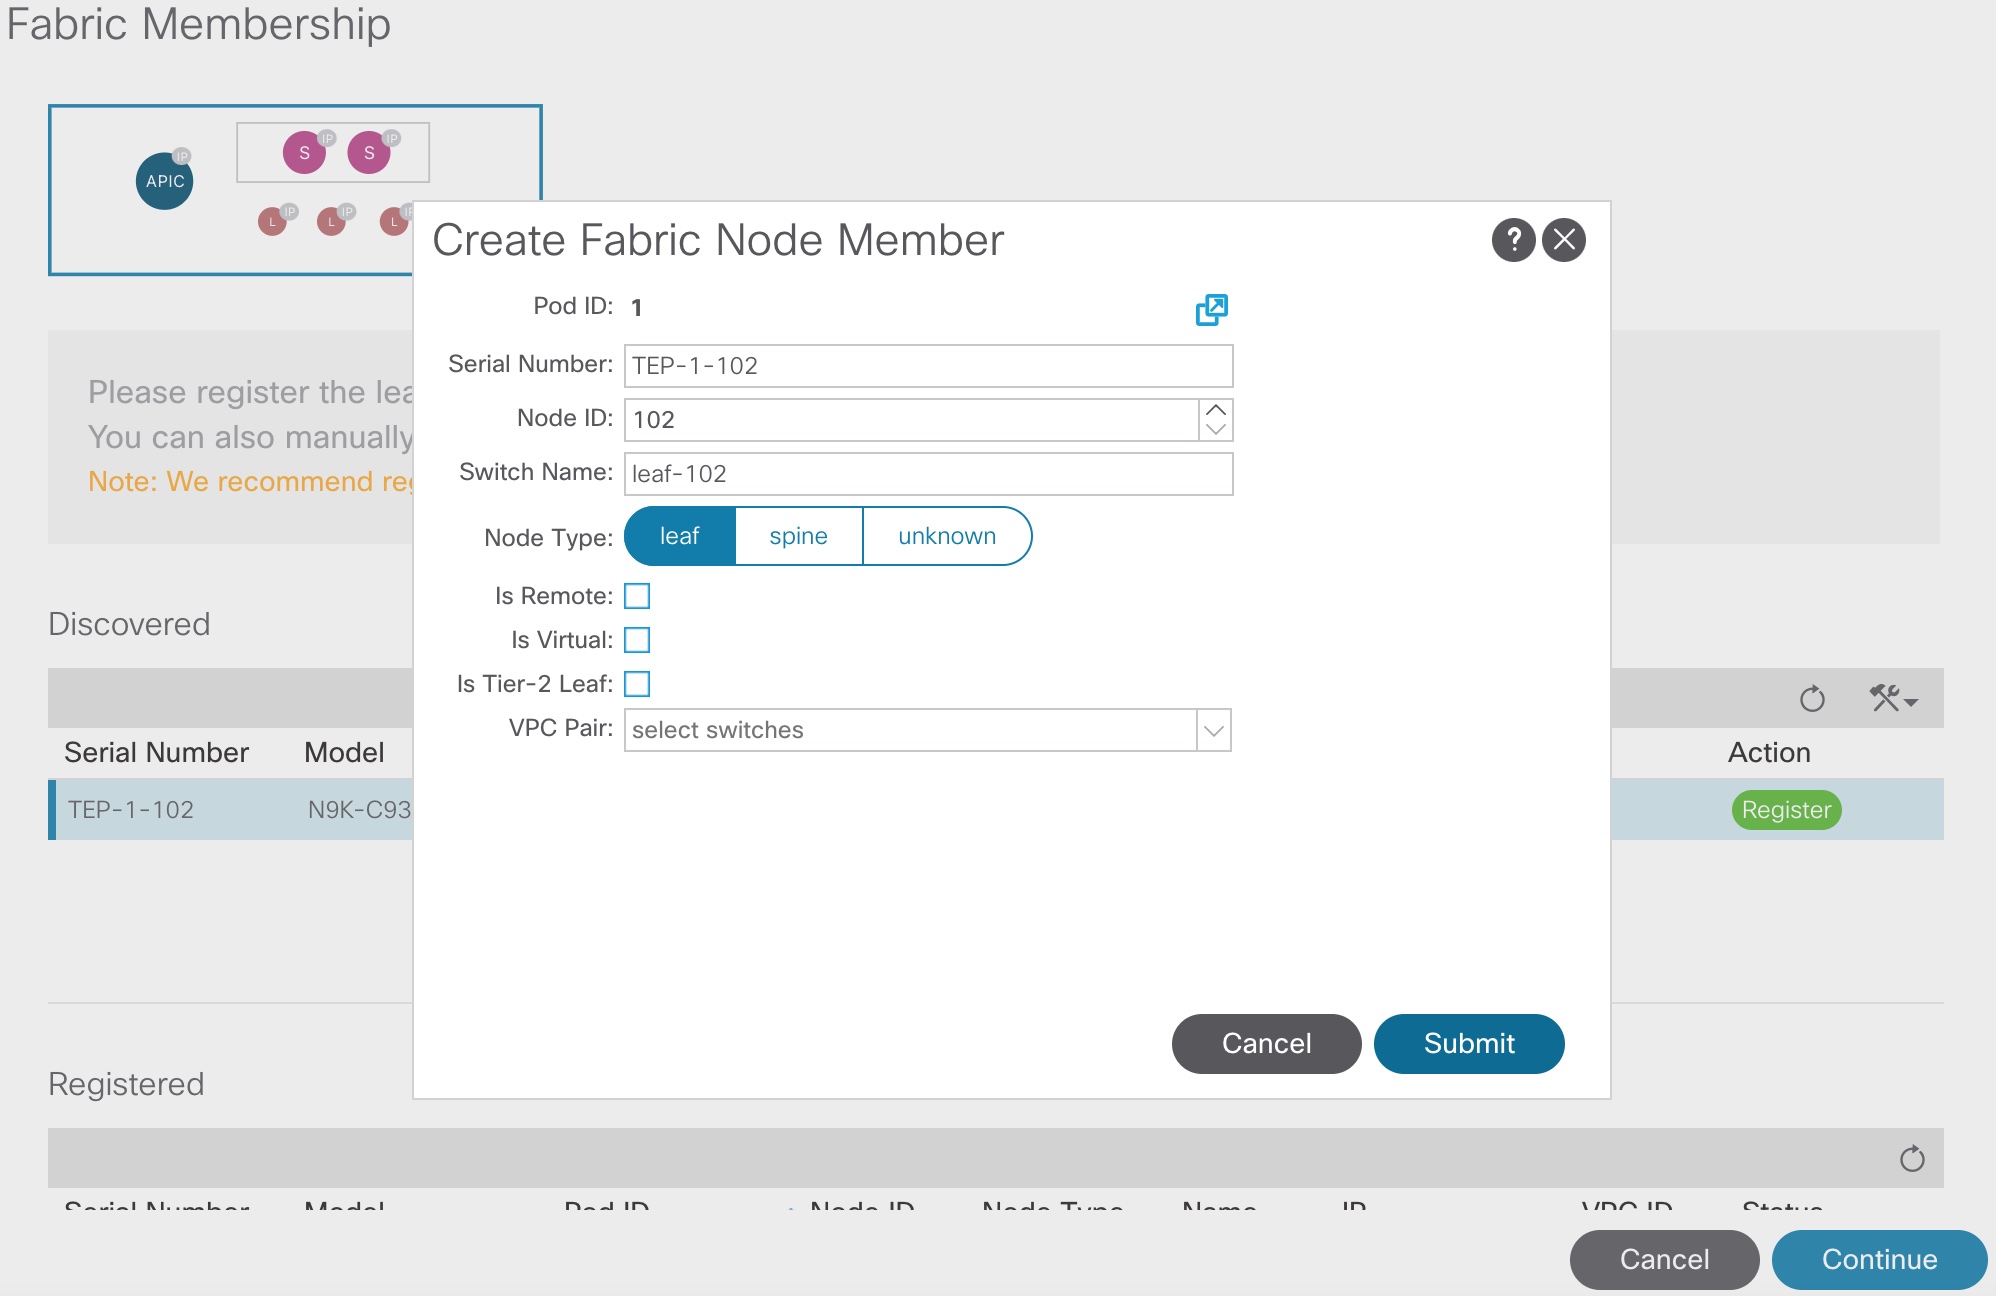 Fabric Membership
APIC IP
S IP S IP
L IP L IP L
Please register the
You can also manually
Note: We recommend
Discovered
Serial Number Model Action
TEP-1-102 N9K-C93 Register
Create Fabric Node Member
?
Pod ID: 1
Serial Number: TEP-1-102
Node ID: 102
Switch Name: leaf-102
Node Type: leaf spine unknown
Is Remote:
Is Virtual:
Is Tier-2 Leaf:
VPC Pair: select switches
Cancel Submit
Registered
Serial Number Model Pod ID Node ID Node Type Name IP VPC ID Status
Cancel Continue